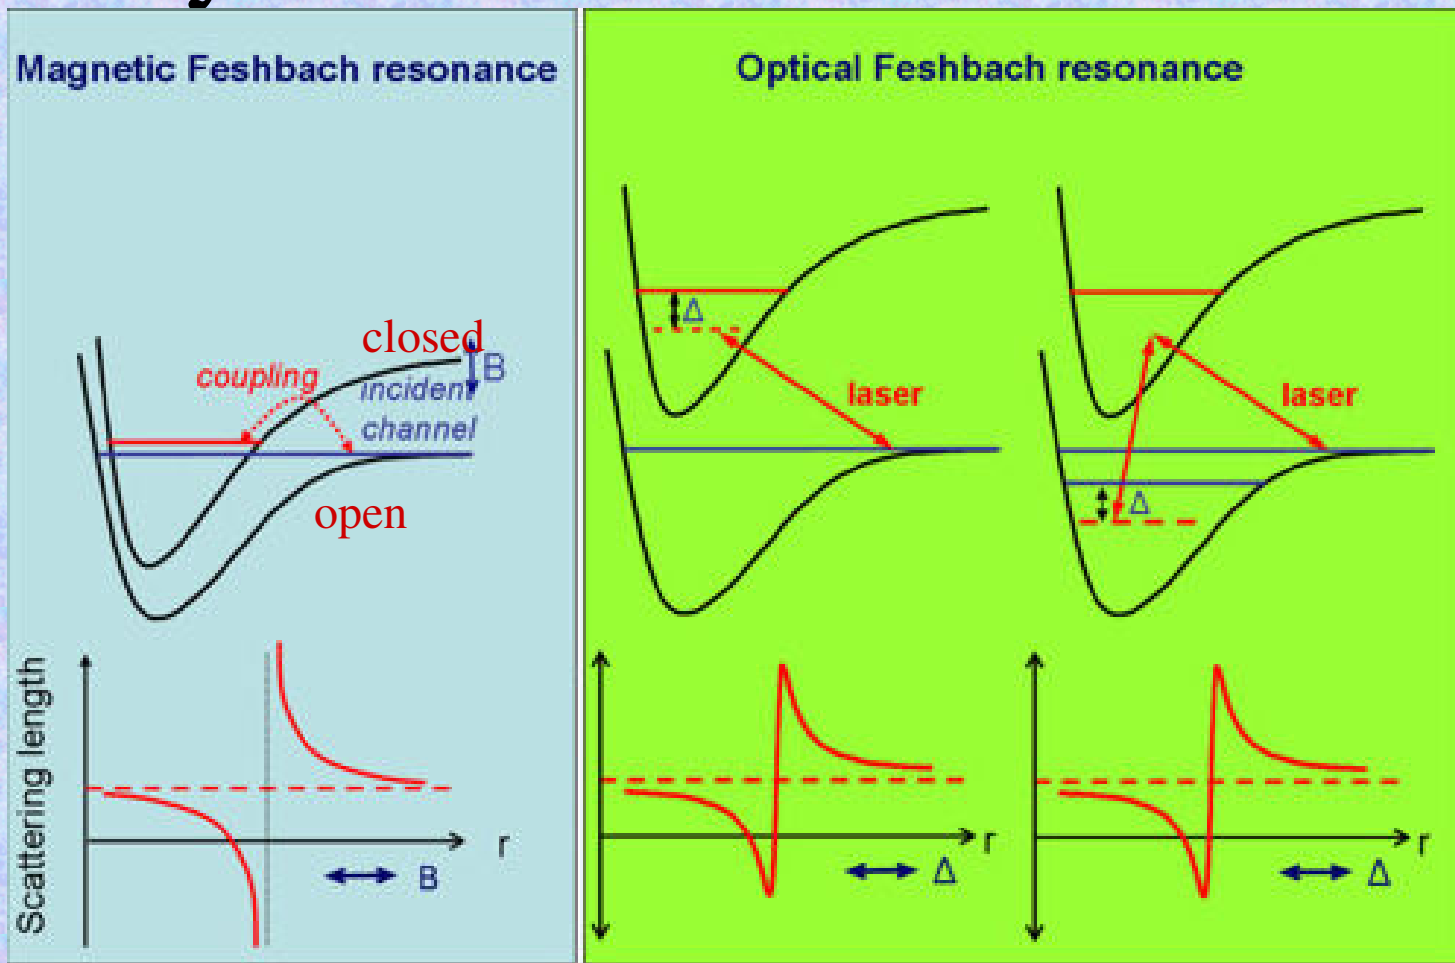 Magnetic Feshbach resonance
closed
B
coupling
incident
channel
open
Scattering length
r
B
Optical Feshbach resonance
Δ
laser
laser
Δ
r
Δ
r
Δ